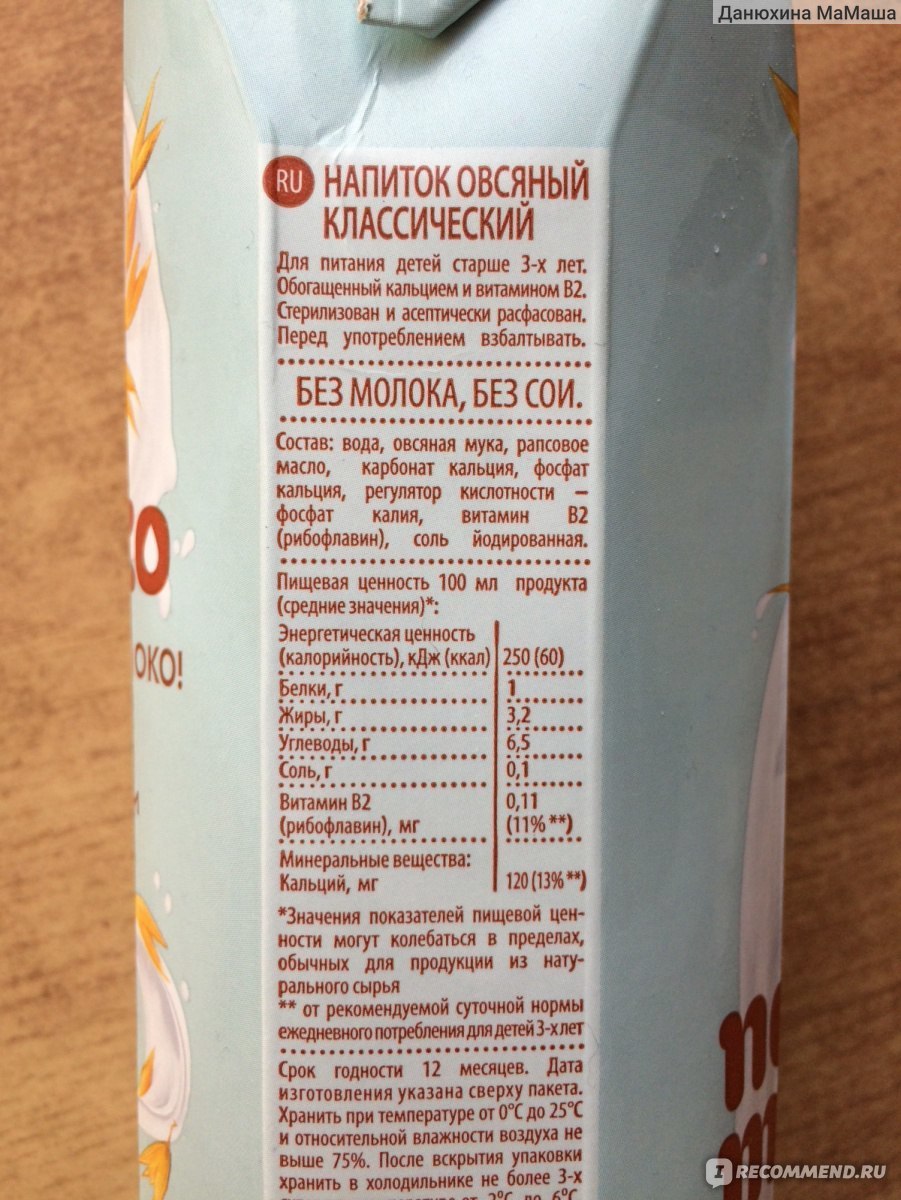 Данюхина МаМаша
RU НАПИТОК ОВСЯНЫЙ
КЛАССИЧЕСКИЙ
Для питания детей старше 3-х лет.
Обогащенный кальцием и витамином В2.
Стерилизован и асептически расфасован.
Перед употреблением взбалтывать.
БЕЗ МОЛОКА, БЕЗ СОИ.
Состав: вода, овсяная мука, рапсовое
масло, карбонат кальция, фосфат
кальция, регулятор кислотности –
фосфат калия, витамин В2
(рибофлавин), соль йодированная.
Пищевая ценность 100 мл продукта
(средние значения)*:
Энергетическая ценность
(калорийность), кДж (ккал) 250 (60)
Белки, г 1
Жиры, г 3,2
Углеводы, г 6,5
Соль, г 0,1
Витамин В2 0,11
(рибофлавин), мг (11%**)
Минеральные вещества:
Кальций, мг 120 (13%**)
*Значения показателей пищевой цен-
ности могут колебаться в пределах,
обычных для продукции из нату-
рального сырья
** от рекомендуемой суточной нормы
ежедневного потребления для детей 3-х лет
Срок годности 12 месяцев. Дата
изготовления указана сверху пакета.
Хранить при температуре от 0°С до 25°С
и относительной влажности воздуха не
выше 75%. После вскрытия упаковки
хранить в холодильнике не более 3-х
ОКО!
I RECOMMEND.RU